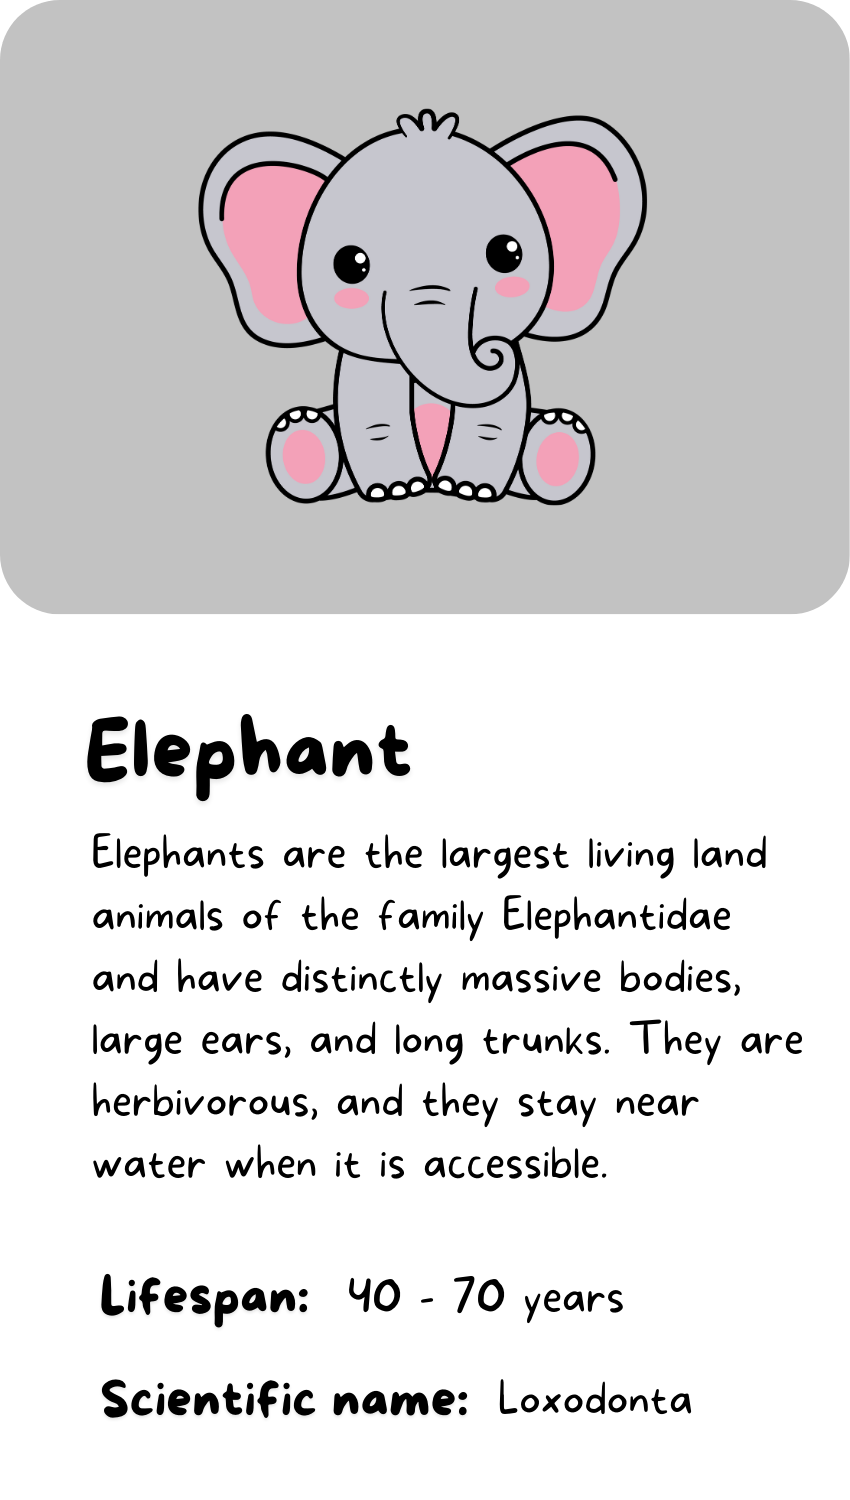 Elephant
Elephants are the largest living land
animals of the family Elephantidae
and have distinctly massive bodies,
large ears, and long trunks. They are
herbivorous, and they stay near
water when it is accessible.
Lifespan: 40 - 70 years
Scientific name: Loxodonta